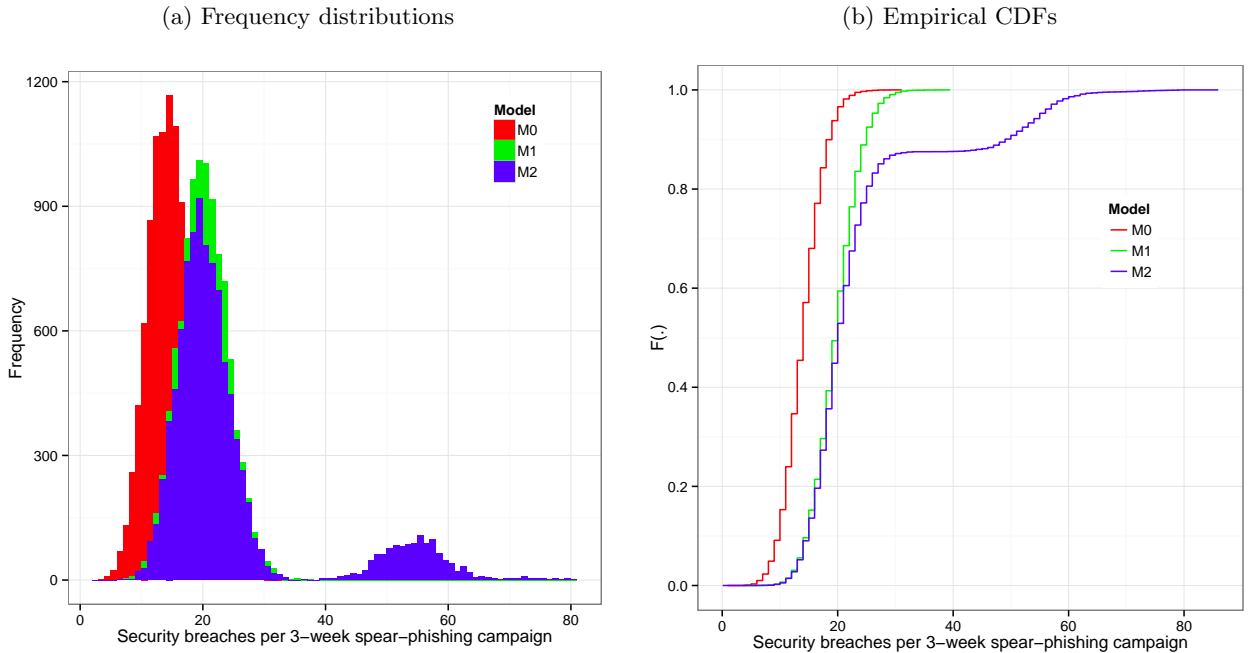 (a) Frequency distributions
1200
900
600
300
0
Frequency
0 20 40 60 80
Security breaches per 3−week spear−phishing campaign
Model
M0
M1
M2
(b) Empirical CDFs
1.0
0.8
0.6
0.4
0.2
0.0
F(.)
0 20 40 60 80
Security breaches per 3−week spear−phishing campaign
Model
M0
M1
M2